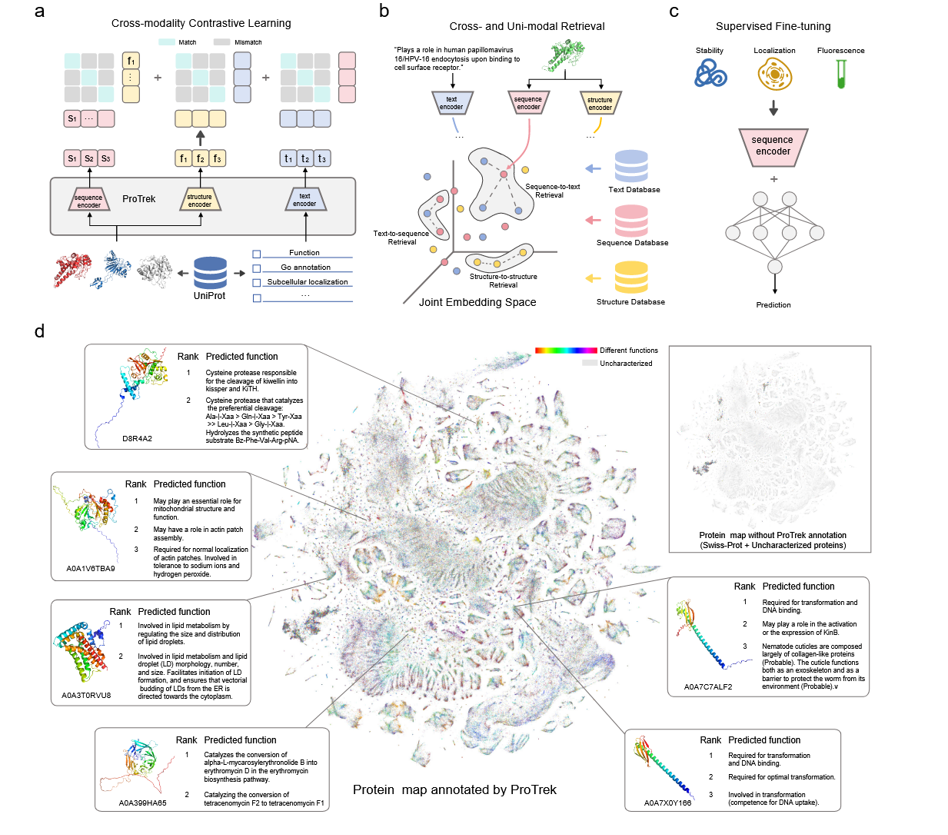 a
Cross-modality Contrastive Learning
Match
Mismatch
f1
+
+
S1 ...
S1 S2 S3
f1 f2 f3
t1 t2 t3
sequence
encoder
ProTrek
structure
encoder
text
encoder
UniProt
Function
Go annotation
Subcellular localization
...
b
Cross- and Uni-modal Retrieval
"Plays a role in human papillomavirus
16/HPV-16 endocytosis upon binding to
cell surface receptor."
text
encoder
sequence
encoder
structure
encoder
...
...
Sequence-to-text
Retrieval
Text-to-sequence
Retrieval
Structure-to-structure
Retrieval
Joint Embedding Space
Text Database
Sequence Database
Structure Database
c
Supervised Fine-tuning
Stability
Localization
Fluorescence
sequence
encoder
+
Prediction
d
Different functions
Uncharacterized
Rank Predicted function
1 Cysteine protease responsible
for the cleavage of kiwellin into
kissper and KiTH.
2 Cysteine protease that catalyzes
the preferential cleavage:
Ala-|-Xaa > Gln-|-Xaa > Tyr-Xaa
>> Leu-|-Xaa > Gly-|-Xaa.
Hydrolyzes the synthetic peptide
substrate Bz-Phe-Val-Arg-pNA.
D8R4A2
Rank Predicted function
1 May play an essential role for
mitochondrial structure and
function.
2 May have a role in actin patch
assembly.
3 Required for normal localization
of actin patches. Involved in
tolerance to sodium ions and
hydrogen peroxide.
A0A1V6TBA9
Rank Predicted function
1 Involved in lipid metabolism by
regulating the size and distribution
of lipid droplets.
2 Involved in lipid metabolism and lipid
droplet (LD) morphology, number,
and size. Facilitates initiation of LD
formation, and ensures that vectorial
budding of LDs from the ER is
directed towards the cytoplasm.
A0A3T0RVU8
Rank Predicted function
1 Catalyzes the conversion of
alpha-L-mycarosylerythronolide B into
erythromycin D in the erythromycin
biosynthesis pathway.
2 Catalyzing the conversion of
tetracenomycin F2 to tetracenomycin F1
A0A399HA65
Protein map annotated by ProTrek
Protein map without ProTrek annotation
(Swiss-Prot + Uncharacterized proteins)
Rank Predicted function
1 Required for transformation and
DNA binding.
2 May play a role in the activation
or the expression of KinB.
3 Nematode cuticles are composed
largely of collagen-like proteins
(Probable). The cuticle functions
both as an exoskeleton and as a
barrier to protect the worm from its
environment (Probable).v
A0A7C7ALF2
Rank Predicted function
1 Required for transformation
and DNA binding.
2 Required for optimal transformation.
3 Involved in transformation
(competence for DNA uptake).
A0A7X0Y166